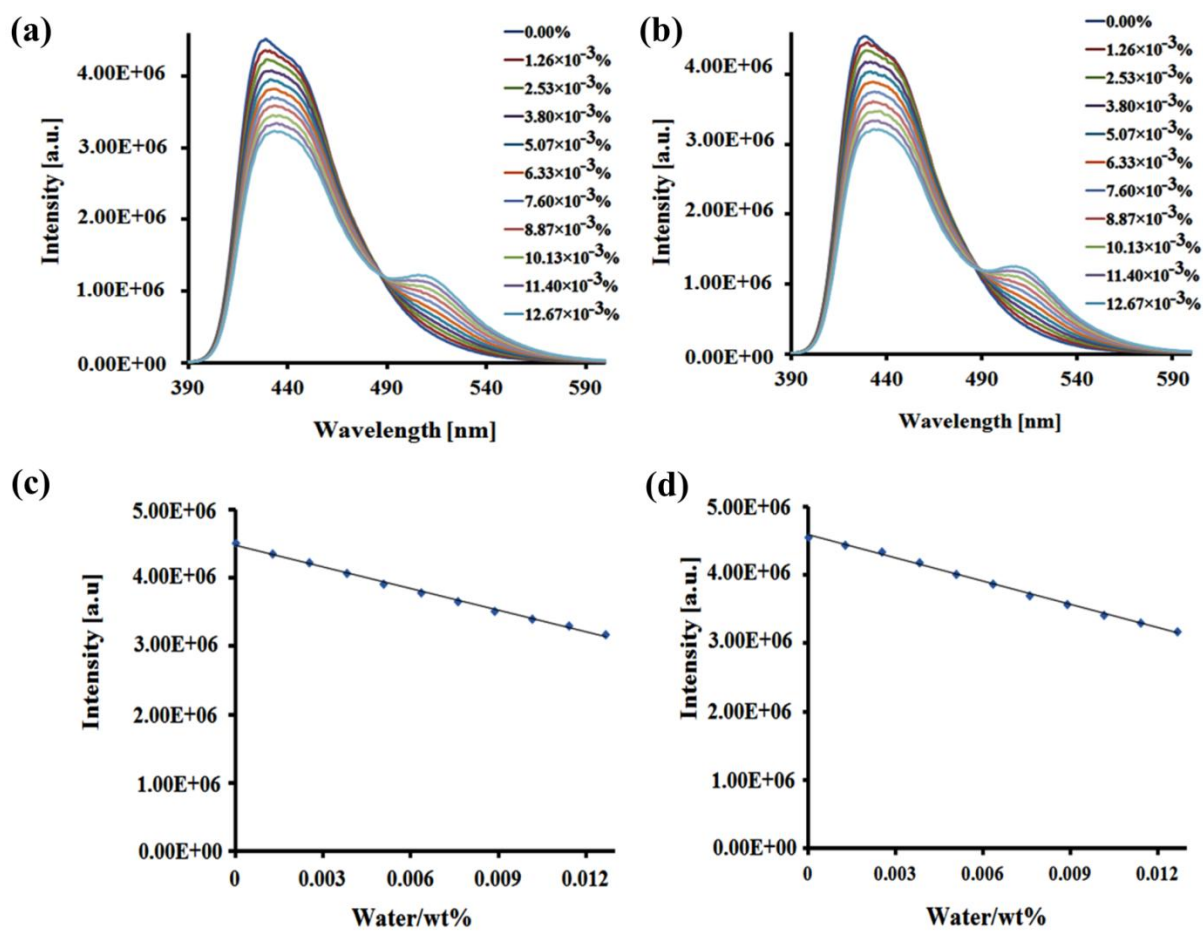 (a)
0.00%
1.26×10⁻³%
2.53×10⁻³%
3.80×10⁻³%
5.07×10⁻³%
6.33×10⁻³%
7.60×10⁻³%
8.87×10⁻³%
10.13×10⁻³%
11.40×10⁻³%
12.67×10⁻³%
Intensity [a.u.]
4.00E+06
3.00E+06
2.00E+06
1.00E+06
0.00E+00
390 440 490 540 590
Wavelength [nm]
(b)
0.00%
1.26×10⁻³%
2.53×10⁻³%
3.80×10⁻³%
5.07×10⁻³%
6.33×10⁻³%
7.60×10⁻³%
8.87×10⁻³%
10.13×10⁻³%
11.40×10⁻³%
12.67×10⁻³%
Intensity [a.u.]
4.00E+06
3.00E+06
2.00E+06
1.00E+06
0.00E+00
390 440 490 540 590
Wavelength [nm]
(c)
Intensity [a.u]
5.00E+06
4.00E+06
3.00E+06
2.00E+06
1.00E+06
0.00E+00
0 0.003 0.006 0.009 0.012
Water/wt%
(d)
Intensity [a.u.]
5.00E+06
4.00E+06
3.00E+06
2.00E+06
1.00E+06
0.00E+00
0 0.003 0.006 0.009 0.012
Water/wt%